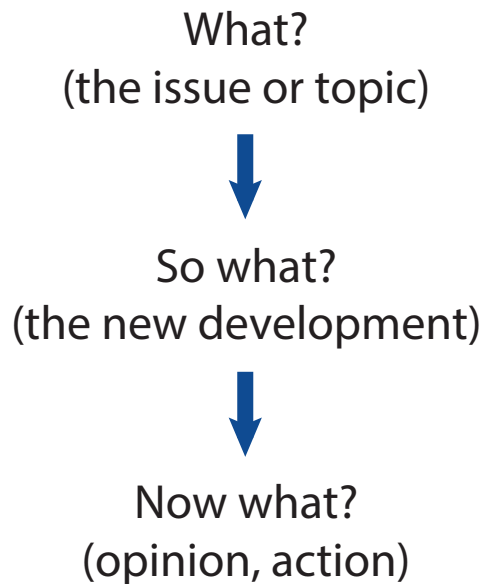 What?
(the issue or topic)
So what?
(the new development)
Now what?
(opinion, action)